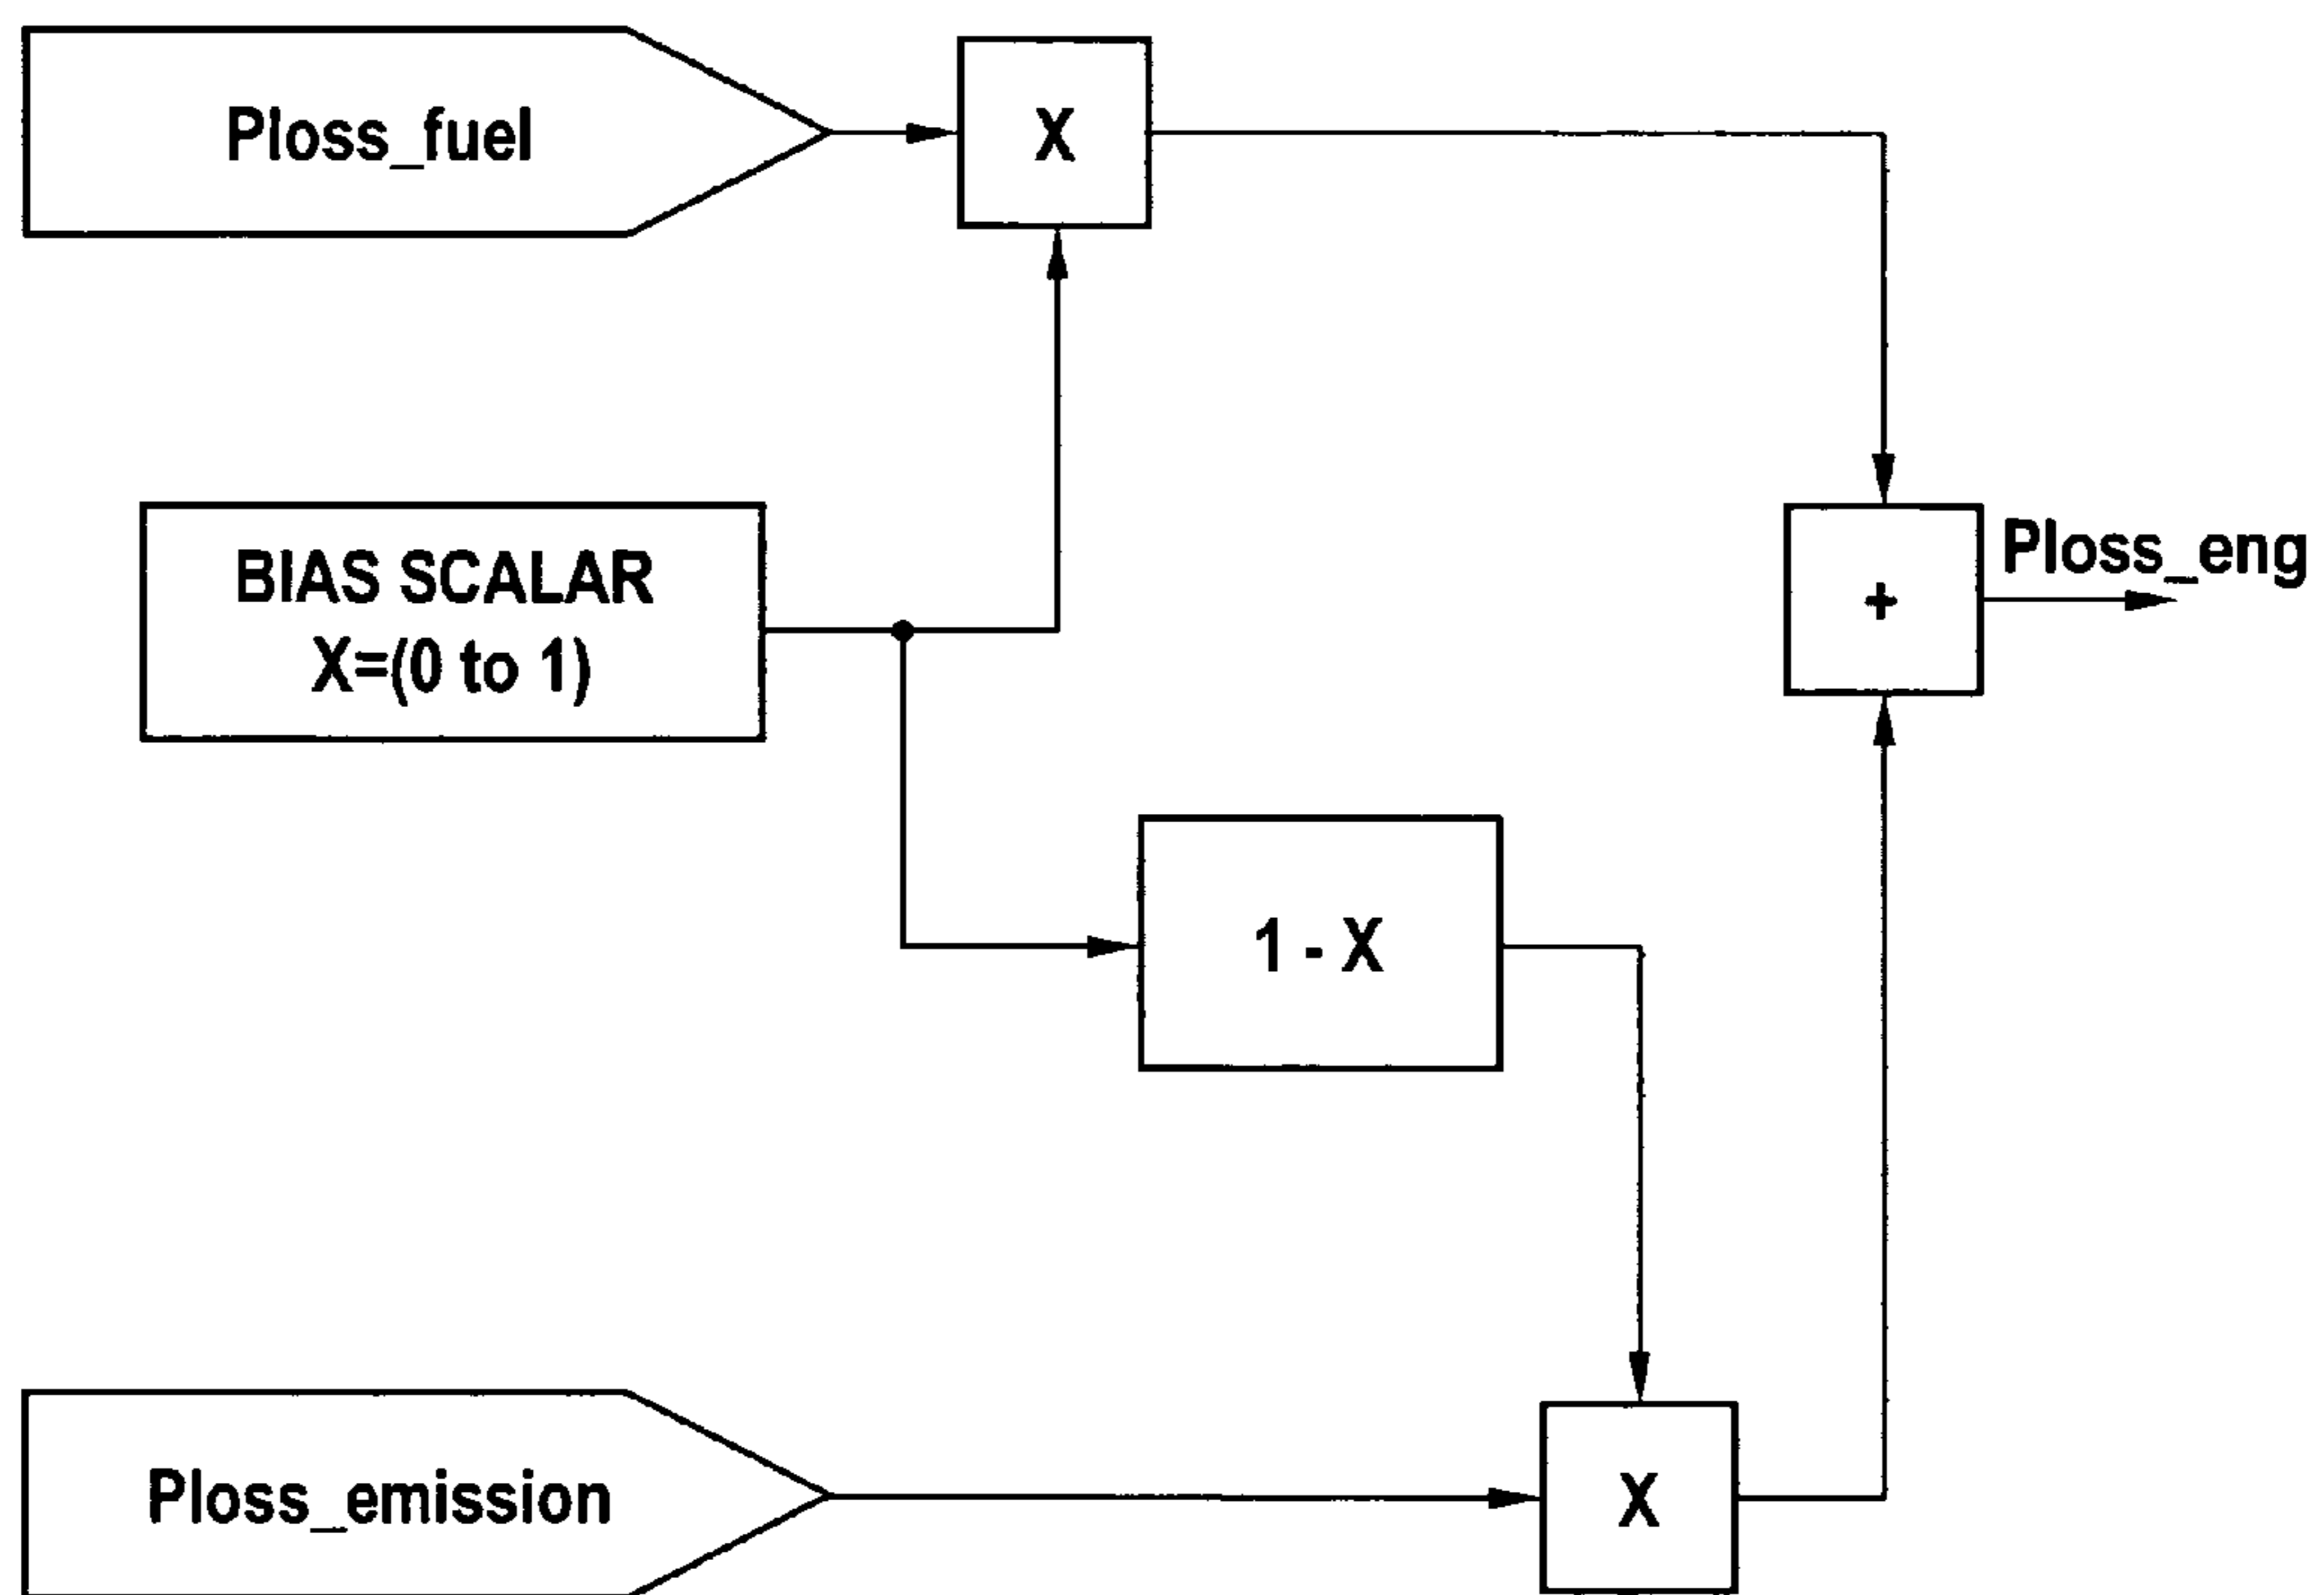 Ploss_fuel
X
BIAS SCALAR
X=(0 to 1)
+
Ploss_eng
1 - X
Ploss_emission
X